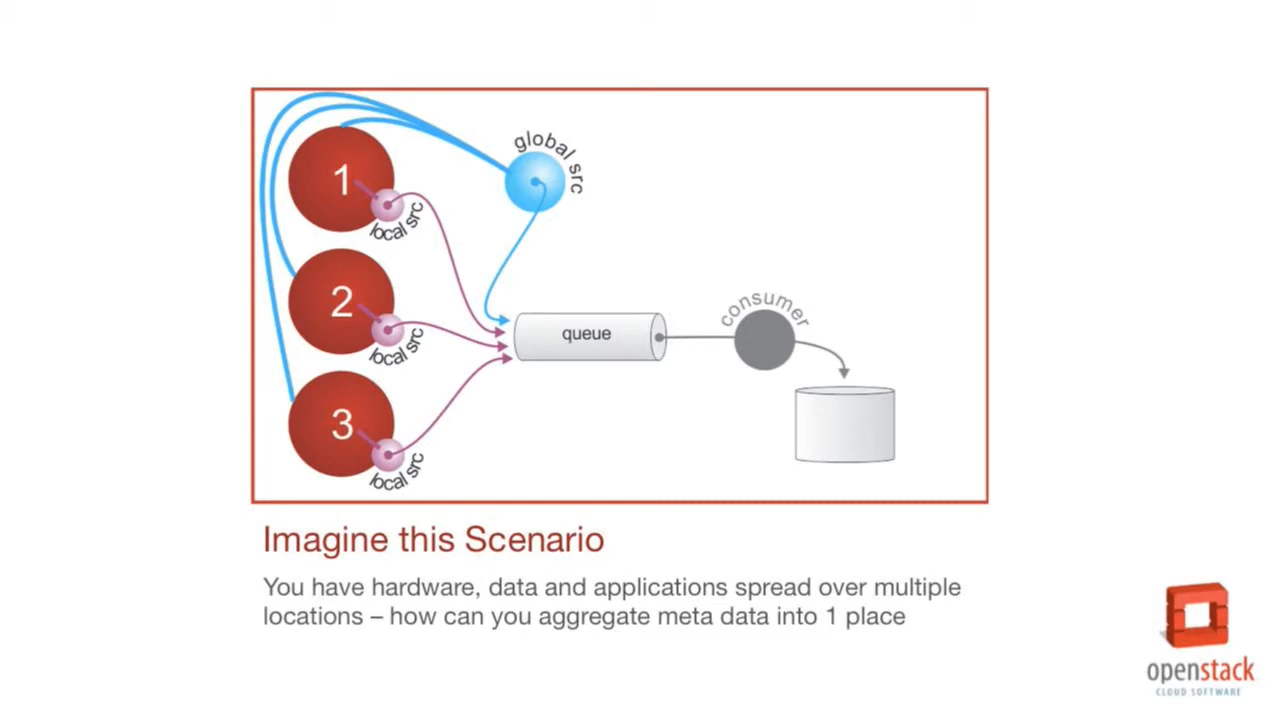 global src
1
local src
2
local src
3
local src
queue
consumer
Imagine this Scenario
You have hardware, data and applications spread over multiple
locations – how can you aggregate meta data into 1 place
openstack
CLOUD SOFTWARE